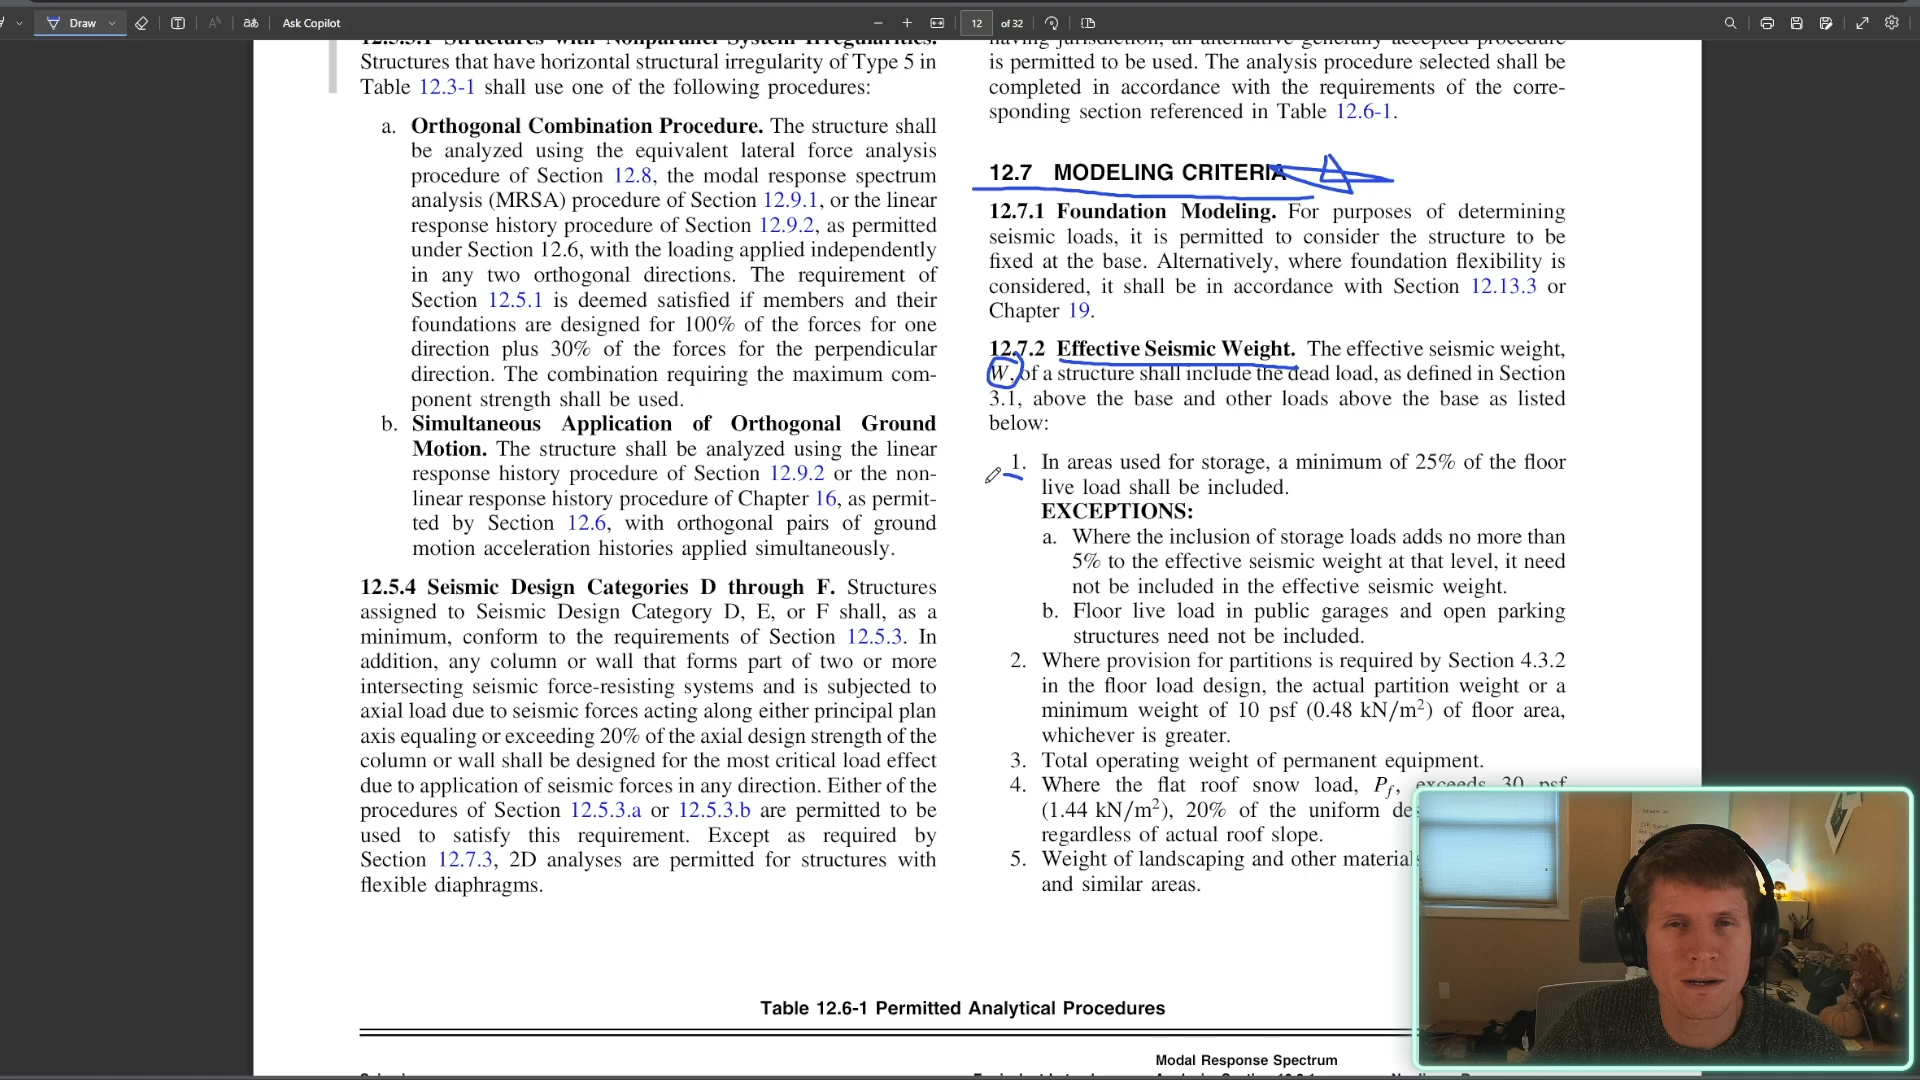 Draw
Ask Copilot
12 of 32
12.5.3.1 Structures with Nonparallel System Irregularities.
Structures that have horizontal structural irregularity of Type 5 in
Table 12.3-1 shall use one of the following procedures:
a. Orthogonal Combination Procedure. The structure shall
be analyzed using the equivalent lateral force analysis
procedure of Section 12.8, the modal response spectrum
analysis (MRSA) procedure of Section 12.9.1, or the linear
response history procedure of Section 12.9.2, as permitted
under Section 12.6, with the loading applied independently
in any two orthogonal directions. The requirement of
Section 12.5.1 is deemed satisfied if members and their
foundations are designed for 100% of the forces for one
direction plus 30% of the forces for the perpendicular
direction. The combination requiring the maximum com-
ponent strength shall be used.
b. Simultaneous Application of Orthogonal Ground
Motion. The structure shall be analyzed using the linear
response history procedure of Section 12.9.2 or the non-
linear response history procedure of Chapter 16, as permit-
ted by Section 12.6, with orthogonal pairs of ground
motion acceleration histories applied simultaneously.
12.5.4 Seismic Design Categories D through F. Structures
assigned to Seismic Design Category D, E, or F shall, as a
minimum, conform to the requirements of Section 12.5.3. In
addition, any column or wall that forms part of two or more
intersecting seismic force-resisting systems and is subjected to
axial load due to seismic forces acting along either principal plan
axis equaling or exceeding 20% of the axial design strength of the
column or wall shall be designed for the most critical load effect
due to application of seismic forces in any direction. Either of the
procedures of Section 12.5.3.a or 12.5.3.b are permitted to be
used to satisfy this requirement. Except as required by
Section 12.7.3, 2D analyses are permitted for structures with
flexible diaphragms.
having jurisdiction, an alternative generally accepted procedure
is permitted to be used. The analysis procedure selected shall be
completed in accordance with the requirements of the corre-
sponding section referenced in Table 12.6-1.
12.7 MODELING CRITERIA
12.7.1 Foundation Modeling. For purposes of determining
seismic loads, it is permitted to consider the structure to be
fixed at the base. Alternatively, where foundation flexibility is
considered, it shall be in accordance with Section 12.13.3 or
Chapter 19.
12.7.2 Effective Seismic Weight. The effective seismic weight,
W, of a structure shall include the dead load, as defined in Section
3.1, above the base and other loads above the base as listed
below:
1. In areas used for storage, a minimum of 25% of the floor
live load shall be included.
EXCEPTIONS:
a. Where the inclusion of storage loads adds no more than
5% to the effective seismic weight at that level, it need
not be included in the effective seismic weight.
b. Floor live load in public garages and open parking
structures need not be included.
2. Where provision for partitions is required by Section 4.3.2
in the floor load design, the actual partition weight or a
minimum weight of 10 psf (0.48 kN/m²) of floor area,
whichever is greater.
3. Total operating weight of permanent equipment.
4. Where the flat roof snow load, Pf, exceeds 30 psf
(1.44 kN/m²), 20% of the uniform de
regardless of actual roof slope.
5. Weight of landscaping and other material
and similar areas.
Table 12.6-1 Permitted Analytical Procedures
Modal Response Spectrum